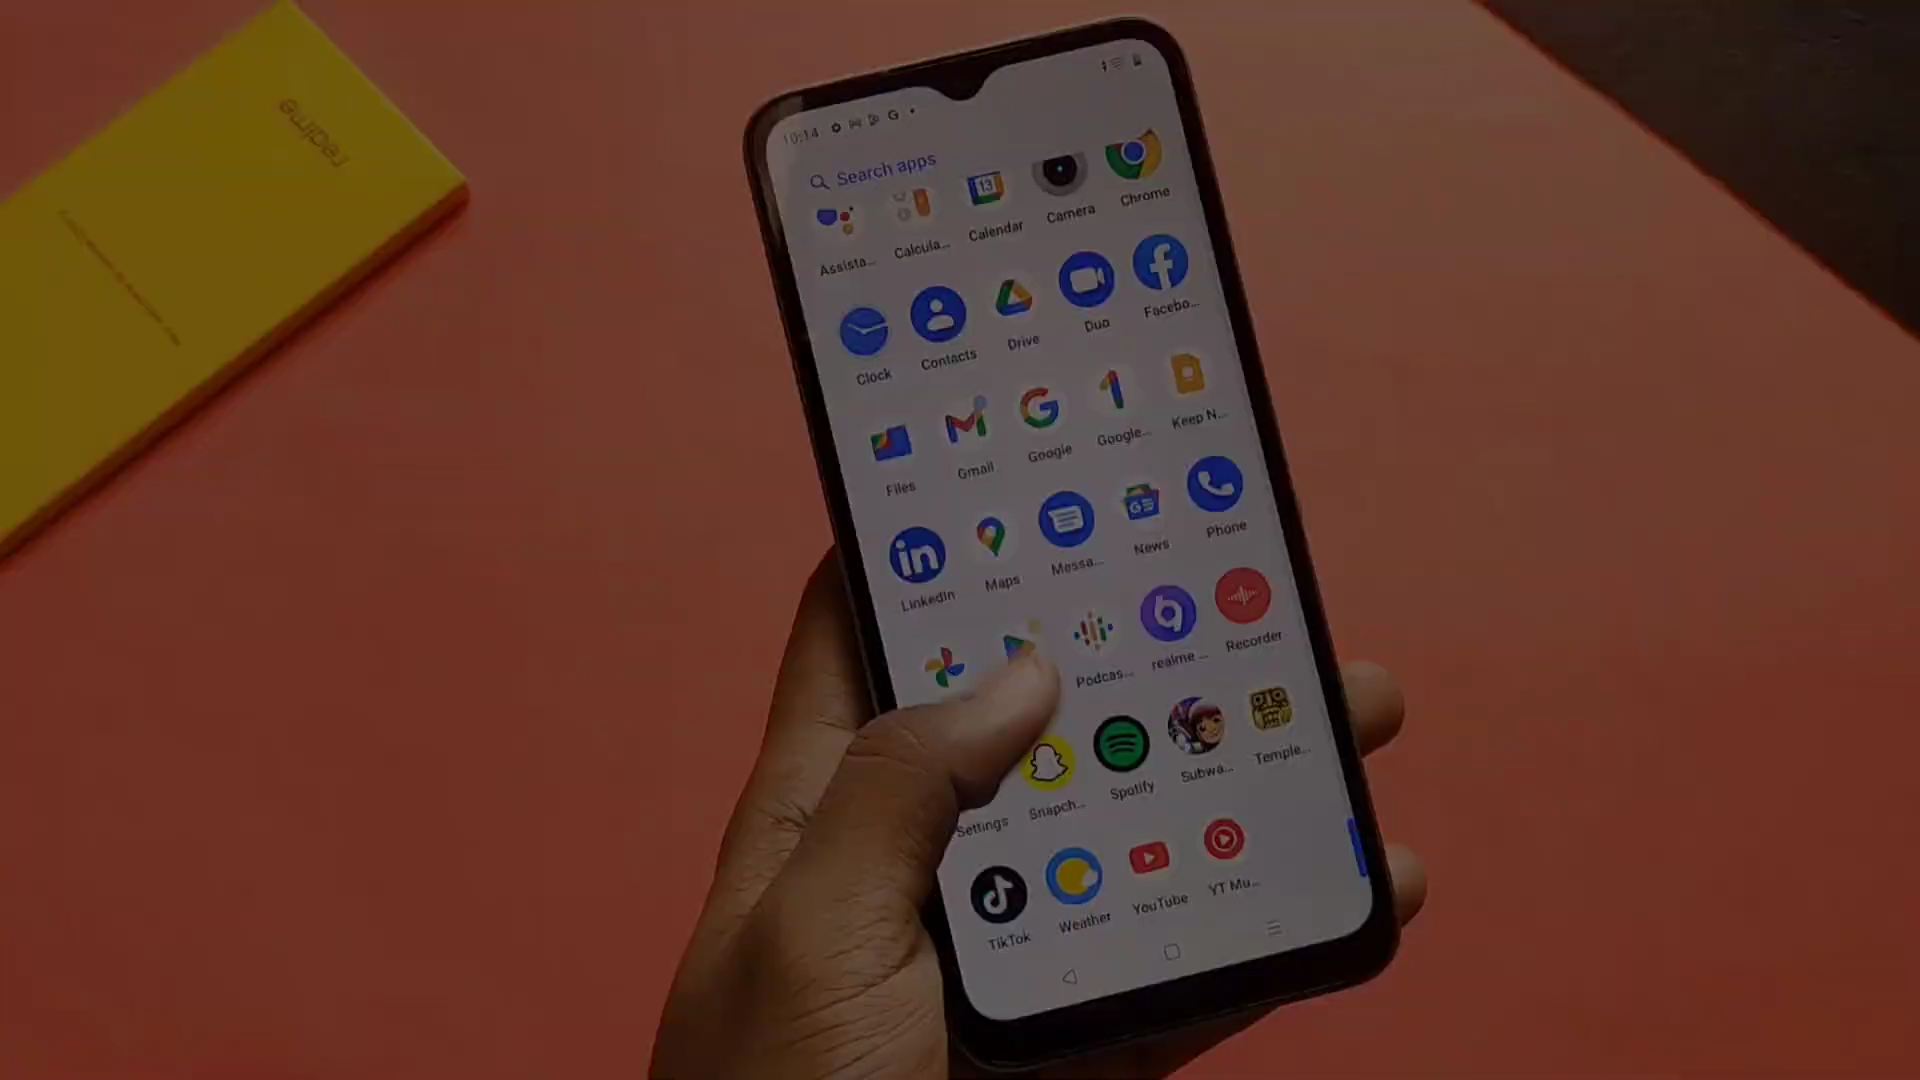 realme
10:14
G
Search apps
Assista...
Calcula...
Calendar
13
Camera
Chrome
Clock
Contacts
Drive
Duo
Facebo...
Files
Gmail
Google
Google...
Keep N...
in
LinkedIn
Maps
Messa...
News
Phone
Podcas...
realme ...
Recorder
Settings
Snapch...
Spotify
Subwa...
Temple...
TikTok
Weather
YouTube
YT Mu...